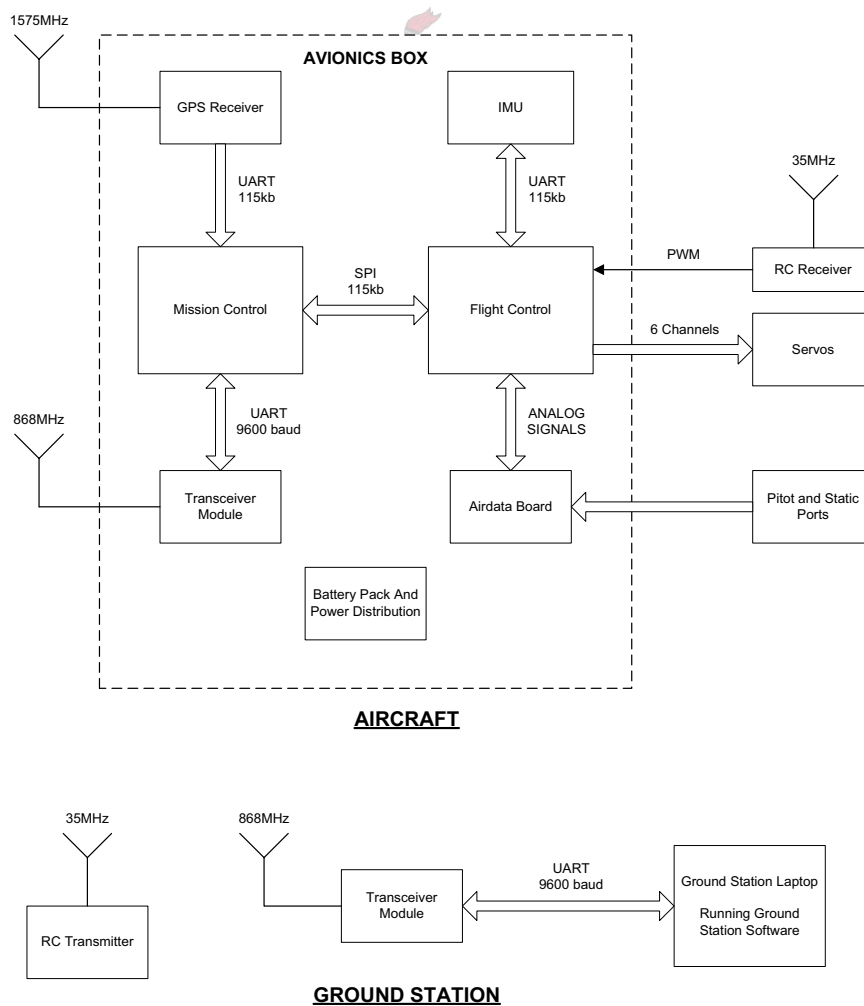 1575MHz
AVIONICS BOX
GPS Receiver
IMU
UART
115kb
UART
115kb
35MHz
PWM
RC Receiver
Mission Control
SPI
115kb
Flight Control
6 Channels
Servos
868MHz
UART
9600 baud
ANALOG
SIGNALS
Transceiver
Module
Airdata Board
Pitot and Static
Ports
Battery Pack And
Power Distribution
AIRCRAFT
35MHz
868MHz
RC Transmitter
Transceiver
Module
UART
9600 baud
Ground Station Laptop
Running Ground
Station Software
GROUND STATION